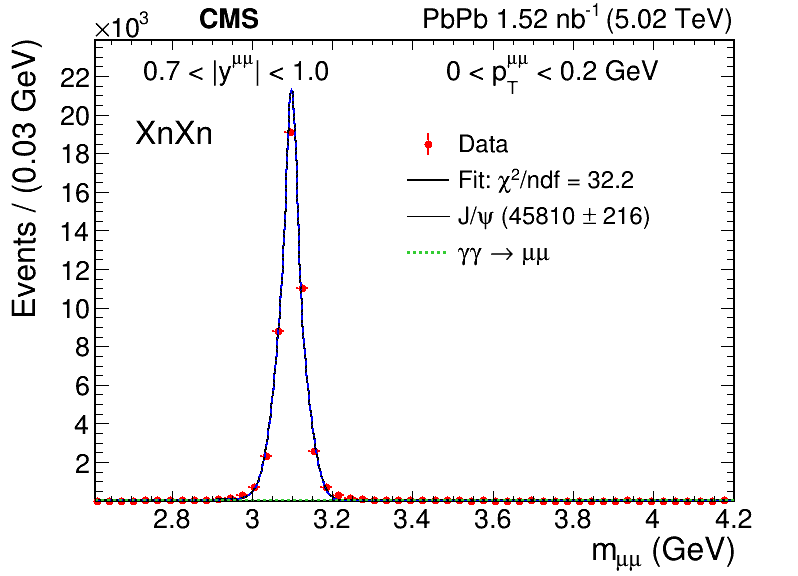 ×10³ CMS PbPb 1.52 nb⁻¹ (5.02 TeV)
0.7 < |y^μμ| < 1.0 0 < p_T^μμ < 0.2 GeV
XnXn
Data
Fit: χ²/ndf = 32.2
J/ψ (45810 ± 216)
γγ → μμ
Events / (0.03 GeV)
22
20
18
16
14
12
10
8
6
4
2
2.8 3 3.2 3.4 3.6 3.8 4 4.2
m_μμ (GeV)